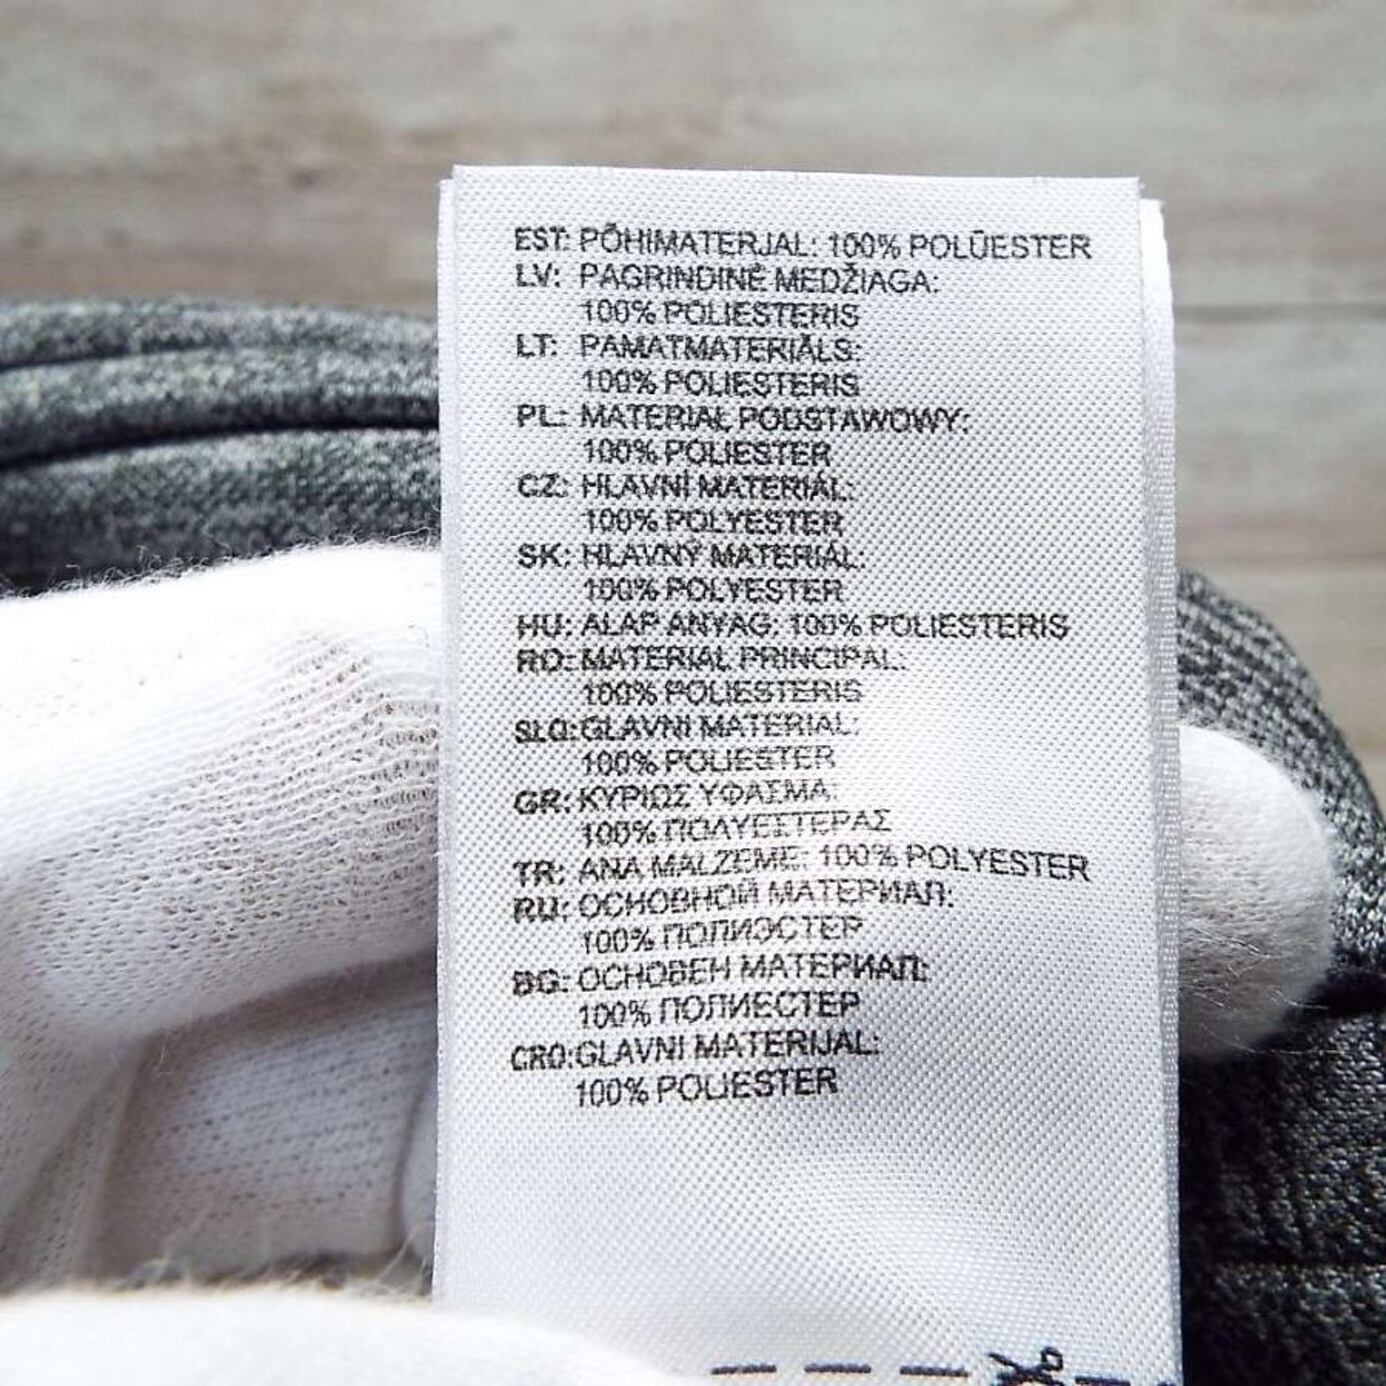 EST: PÕHIMATERJAL: 100% POLÜESTER
LV: PAGRINDINĖ MEDŽIAGA:
100% POLIESTERIS
LT: PAMATMATERIĀLS:
100% POLIESTERIS
PL: MATERIAŁ PODSTAWOWY:
100% POLIESTER
CZ: HLAVNÍ MATERIÁL:
100% POLYESTER
SK: HLAVNÝ MATERIÁL:
100% POLYESTER
HU: ALAP ANYAG: 100% POLIESTERIS
RO: MATERIAL PRINCIPAL:
100% POLIESTERIS
SLO: GLAVNI MATERIAL:
100% POLIESTER
GR: ΚΥΡΙΩΣ ΥΦΑΣΜΑ:
100% ΠΟΛΥΕΣΤΕΡΑΣ
TR: ANA MALZEME: 100% POLYESTER
RU: ОСНОВНОЙ МАТЕРИАЛ:
100% ПОЛИЭСТЕР
BG: ОСНОВЕН МАТЕРИАЛ:
100% ПОЛИЕСТЕР
CRO: GLAVNI MATERIJAL:
100% POLIESTER